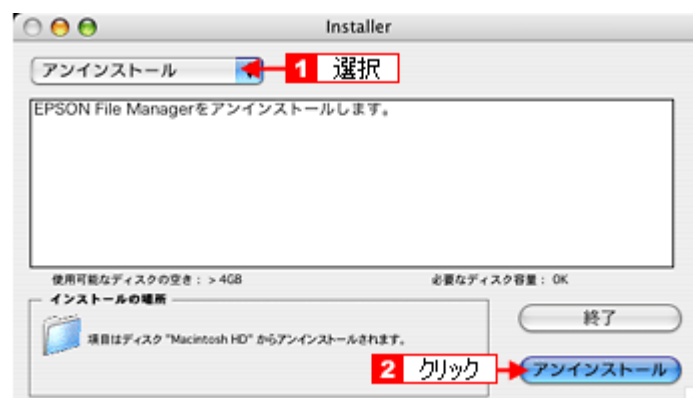 Installer
アンインストール
1 選択
EPSON File Managerをアンインストールします。
使用可能なディスクの空き： > 4GB
必要なディスク容量： 0K
インストールの場所
項目はディスク "Macintosh HD" からアンインストールされます。
終了
2 クリック
アンインストール